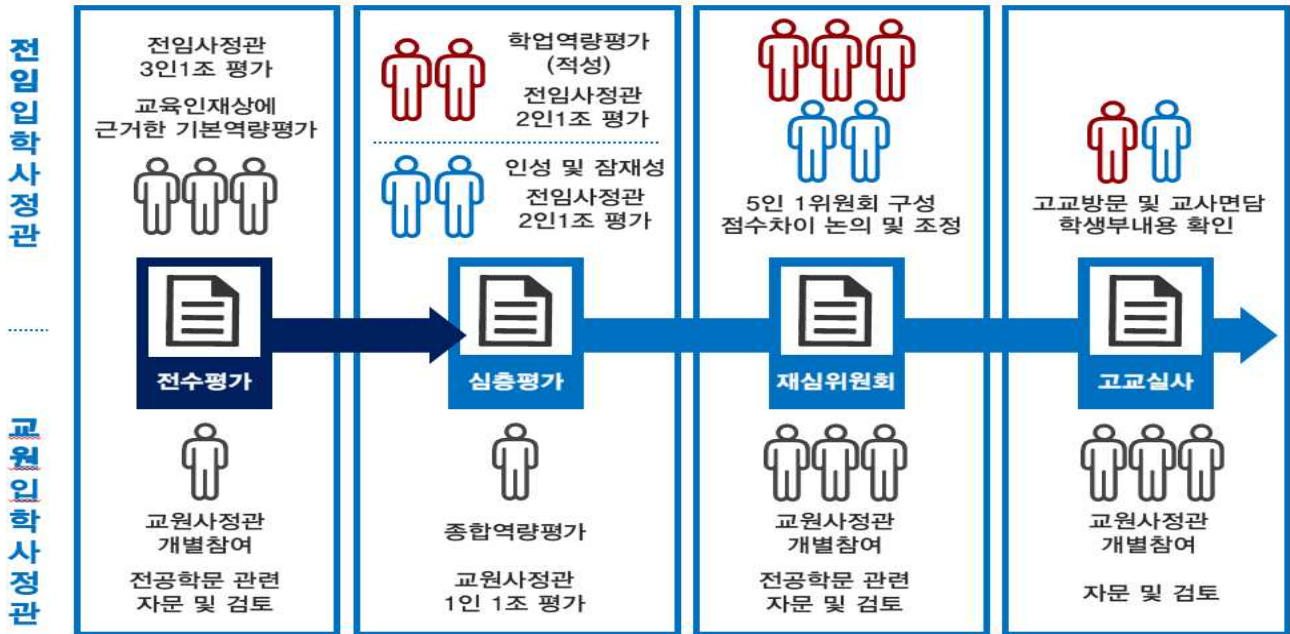 전임입학사정관
전임사정관
3인1조 평가
교육인재상에
근거한 기본역량평가
전수평가
교원입학사정관
교원사정관
개별참여
전공학문 관련
자문 및 검토
학업역량평가
(적성)
전임사정관
2인1조 평가
인성 및 잠재성
전임사정관
2인1조 평가
심층평가
종합역량평가
교원사정관
1인 1조 평가
5인 1위원회 구성
점수차이 논의 및 조정
재심위원회
교원사정관
개별참여
전공학문 관련
자문 및 검토
고교방문 및 교사면담
학생부내용 확인
고교실사
교원사정관
개별참여
자문 및 검토